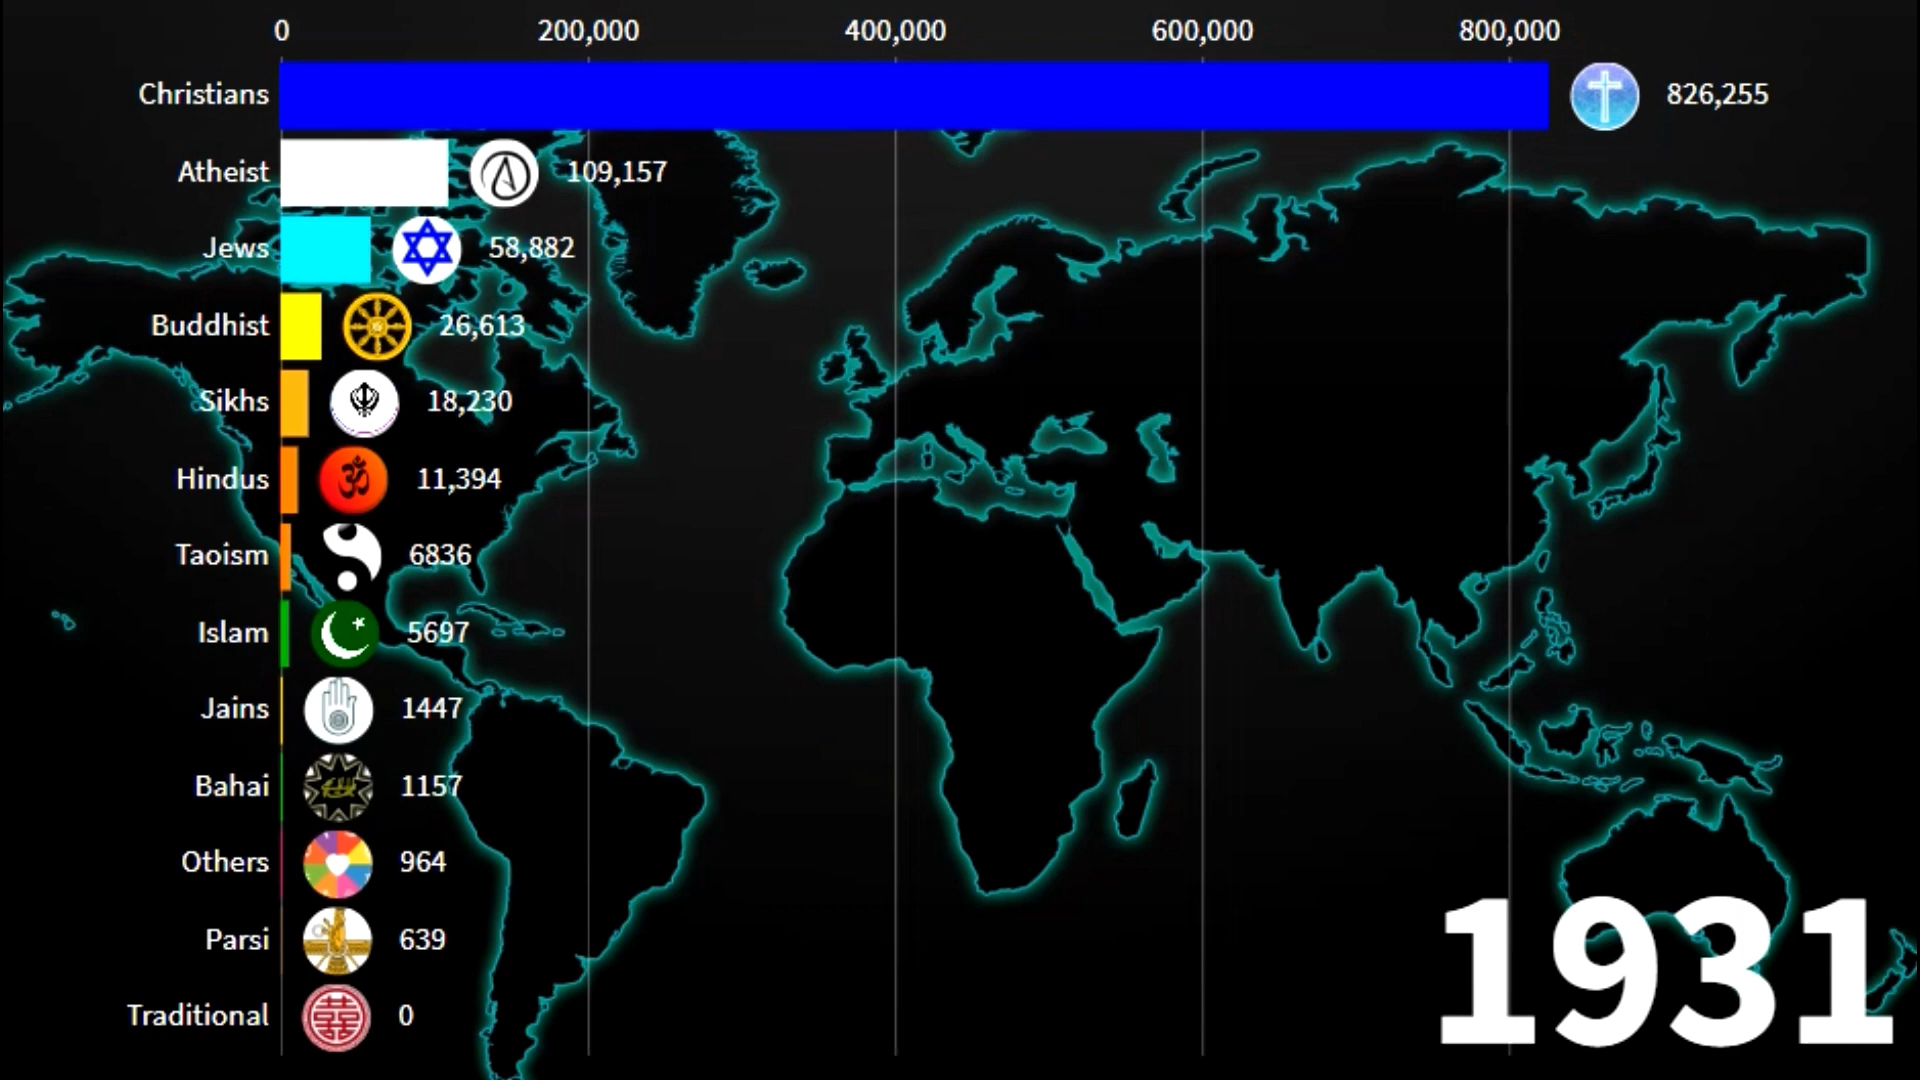 0 200,000 400,000 600,000 800,000
Christians 826,255
Atheist 109,157
Jews 58,882
Buddhist 26,613
Sikhs 18,230
Hindus 11,394
Taoism 6836
Islam 5697
Jains 1447
Bahai 1157
Others 964
Parsi 639
Traditional 0
1931